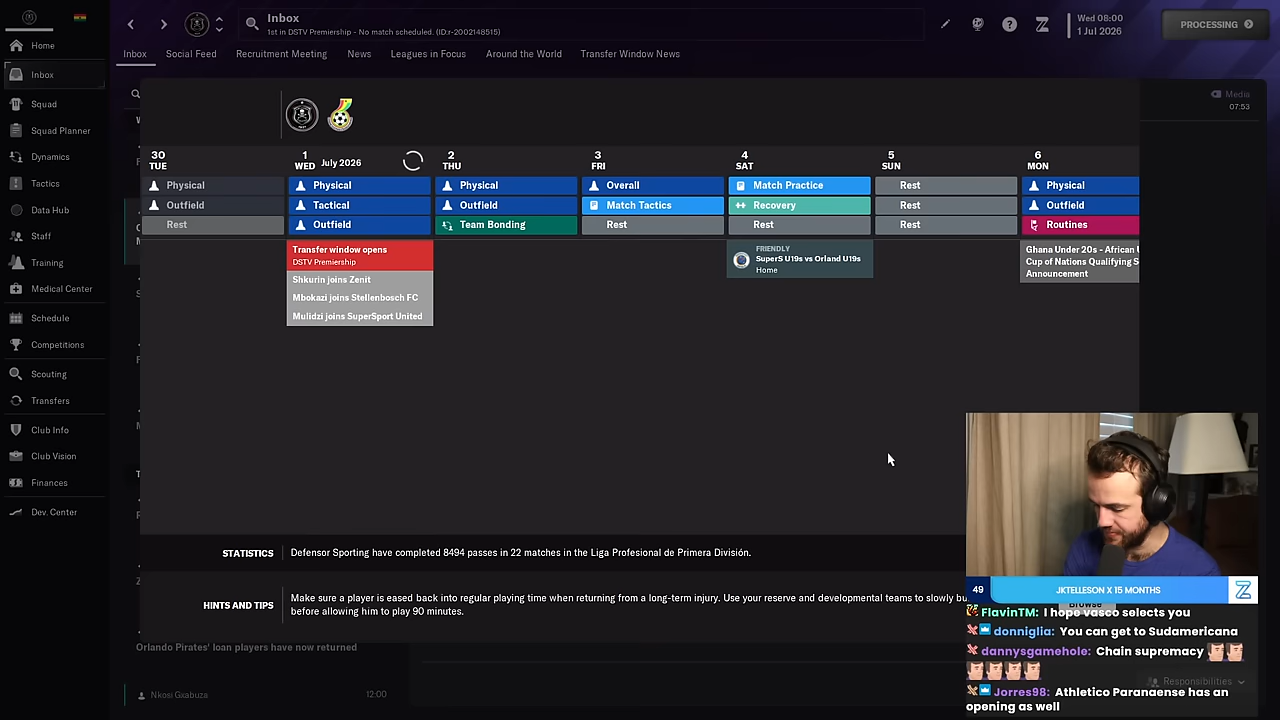 Inbox
1st in DSTV Premiership - No match scheduled. (ID:r-2002148515)
Wed 08:00
1 Jul 2026
PROCESSING
Home
Inbox
Squad
Squad Planner
Dynamics
Tactics
Data Hub
Staff
Training
Medical Center
Schedule
Competitions
Scouting
Transfers
Club Info
Club Vision
Finances
Dev. Center
Inbox Social Feed Recruitment Meeting News Leagues in Focus Around the World Transfer Window News
Media
07:53
30
TUE
1
WED July 2026
2
THU
3
FRI
4
SAT
5
SUN
6
MON
Physical Physical Physical Overall Match Practice Rest Physical
Outfield Tactical Outfield Match Tactics Recovery Rest Outfield
Rest Outfield Team Bonding Rest Rest Rest Routines
Transfer window opens
DSTV Premiership
Shkurin joins Zenit
Mbokazi joins Stellenbosch FC
Mulidzi joins SuperSport United
FRIENDLY
SuperS U19s vs Orland U19s
Home
Ghana Under 20s - African U
Cup of Nations Qualifying S
Announcement
STATISTICS
Defensor Sporting have completed 8494 passes in 22 matches in the Liga Profesional de Primera División.
HINTS AND TIPS
Make sure a player is eased back into regular playing time when returning from a long-term injury. Use your reserve and developmental teams to slowly bu
before allowing him to play 90 minutes.
Orlando Pirates' loan players have now returned
Nkosi Gxabuza 12:00
49 JKTELLESON X 15 MONTHS
Browse
FlavinTM: I hope vasco selects you
donniglia: You can get to Sudamericana
dannysgamehole: Chain supremacy
Responsibilities
Jorres98: Athletico Paranaense has an
opening as well